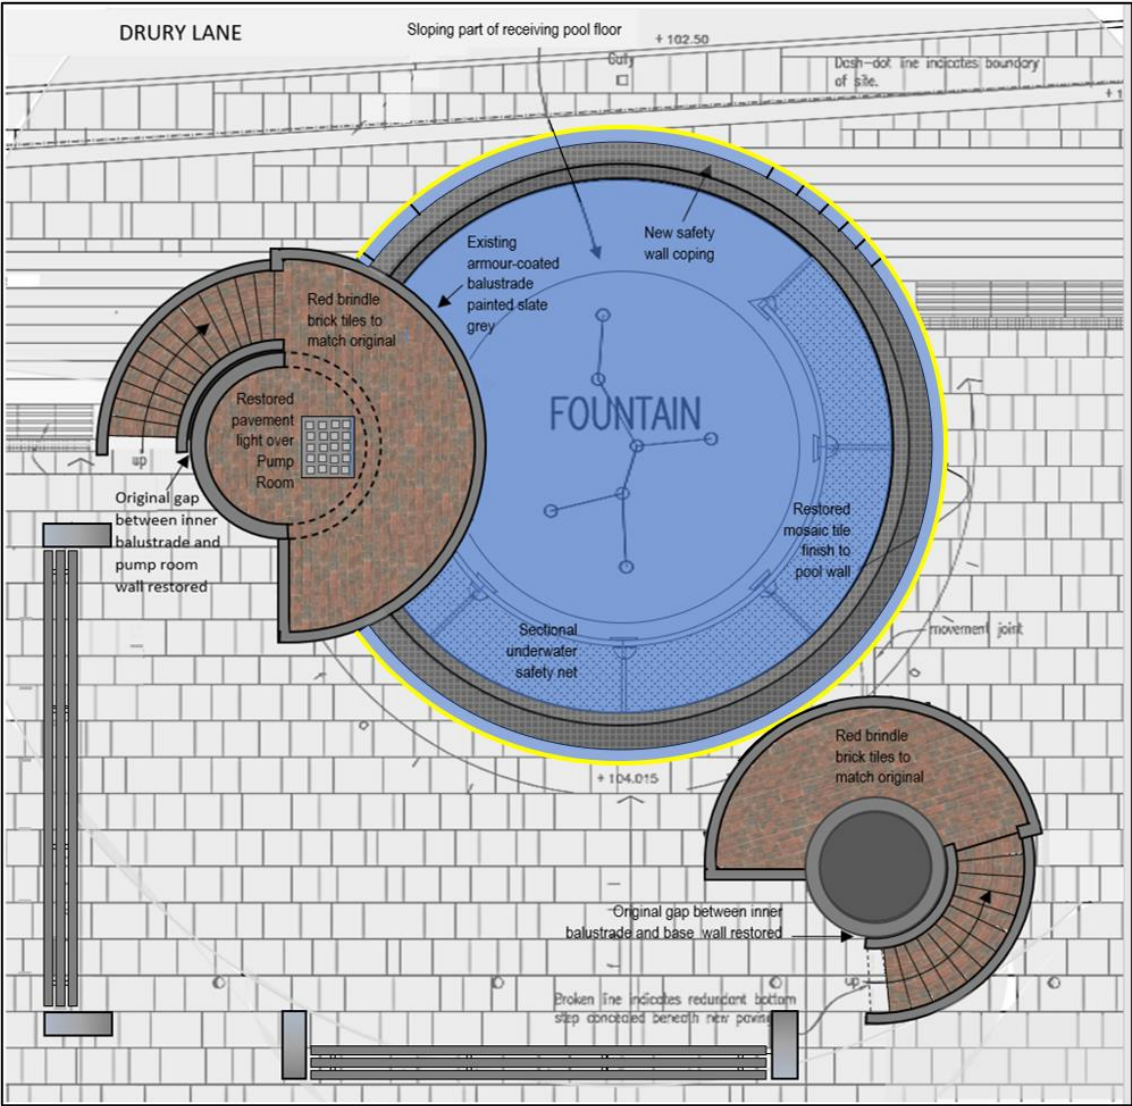 DRURY LANE
Sloping part of receiving pool floor
+ 102.50
Gully
Dash-dot line indicates boundary
of site.
+ 1
New safety
wall coping
Existing
armour-coated
balustrade
painted slate
grey
Red brindle
brick tiles to
match original
FOUNTAIN
Restored
pavement
light over
Pump
Room
up
Original gap
between inner
balustrade and
pump room
wall restored
Restored
mosaic tile
finish to
pool wall
Sectional
underwater
safety net
movement joint
+ 104.015
Red brindle
brick tiles to
match original
Original gap between inner
balustrade and base wall restored
up
Broken line indicates redundant bottom
step concealed beneath new paving